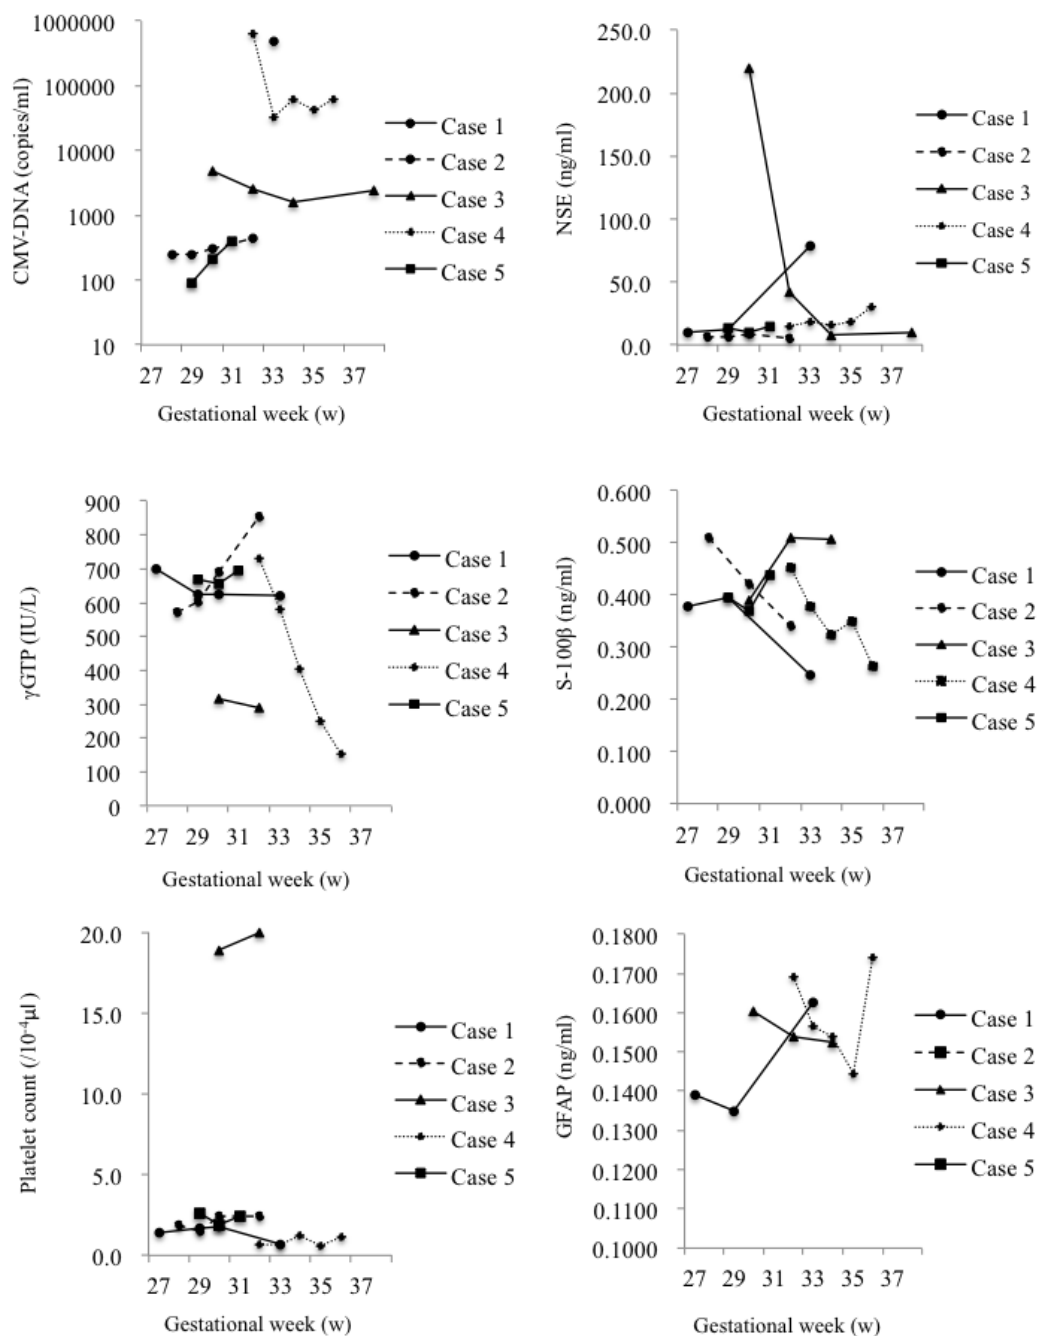 CMV-DNA (copies/ml)
1000000
100000
10000
1000
100
10
27 29 31 33 35 37
Gestational week (w)
Case 1
Case 2
Case 3
Case 4
Case 5
NSE (ng/ml)
250.0
200.0
150.0
100.0
50.0
0.0
27 29 31 33 35 37
Gestational week (w)
Case 1
Case 2
Case 3
Case 4
Case 5
γGTP (IU/L)
900
800
700
600
500
400
300
200
100
0
27 29 31 33 35 37
Gestational week (w)
Case 1
Case 2
Case 3
Case 4
Case 5
S-100β (ng/ml)
0.600
0.500
0.400
0.300
0.200
0.100
0.000
27 29 31 33 35 37
Gestational week (w)
Case 1
Case 2
Case 3
Case 4
Case 5
Platelet count (/10⁻⁴μl )
20.0
15.0
10.0
5.0
0.0
27 29 31 33 35 37
Gestational week (w)
Case 1
Case 2
Case 3
Case 4
Case 5
GFAP (ng/ml)
0.1800
0.1700
0.1600
0.1500
0.1400
0.1300
0.1200
0.1100
0.1000
27 29 31 33 35 37
Gestational week (w)
Case 1
Case 2
Case 3
Case 4
Case 5